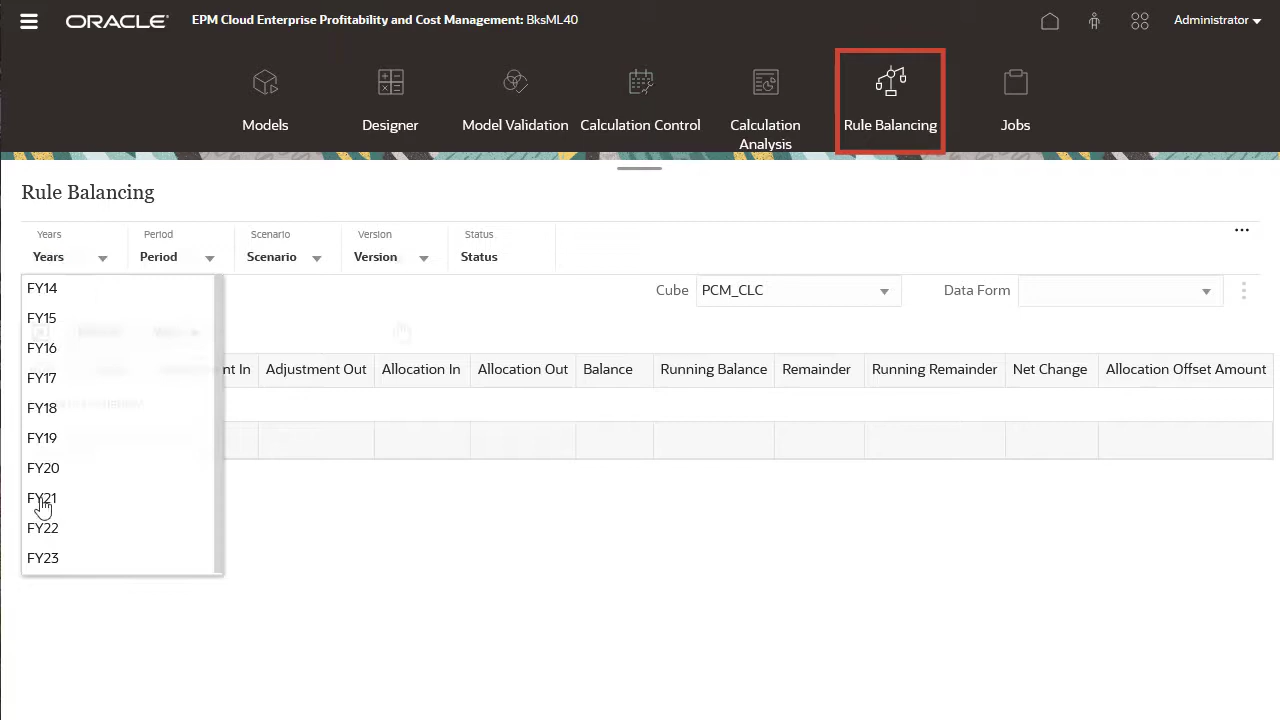 ORACLE
EPM Cloud Enterprise Profitability and Cost Management: BksML40
Administrator
Models
Designer
Model Validation
Calculation Control
Calculation
Analysis
Rule Balancing
Jobs
Rule Balancing
Years
Period
Scenario
Version
Status
Years
Period
Scenario
Version
Status
...
Cube
PCM_CLC
Data Form
FY14
FY15
FY16
FY17
FY18
FY19
FY20
FY21
FY22
FY23
nt In
Adjustment Out
Allocation In
Allocation Out
Balance
Running Balance
Remainder
Running Remainder
Net Change
Allocation Offset Amount